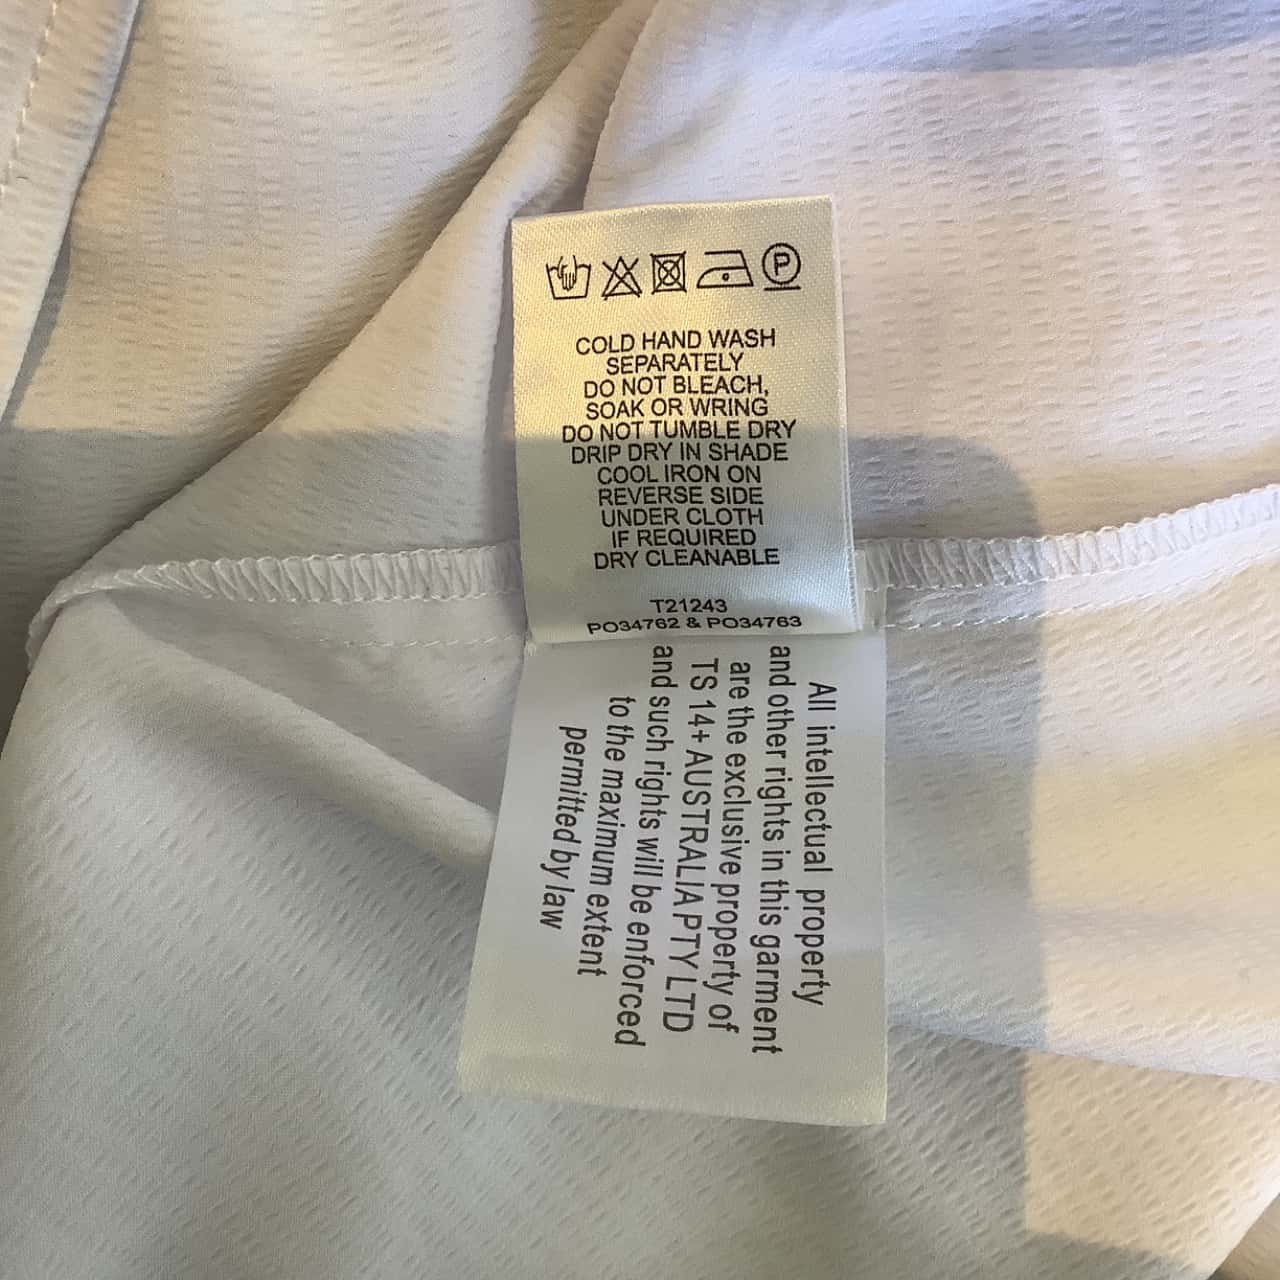 P
COLD HAND WASH
SEPARATELY
DO NOT BLEACH,
SOAK OR WRING
DO NOT TUMBLE DRY
DRIP DRY IN SHADE
COOL IRON ON
REVERSE SIDE
UNDER CLOTH
IF REQUIRED
DRY CLEANABLE
T21243
PO34762 & PO34763
All intellectual property
and other rights in this garment
are the exclusive property of
TS 14+ AUSTRALIA PTY LTD
and such rights will be enforced
to the maximum extent
permitted by law